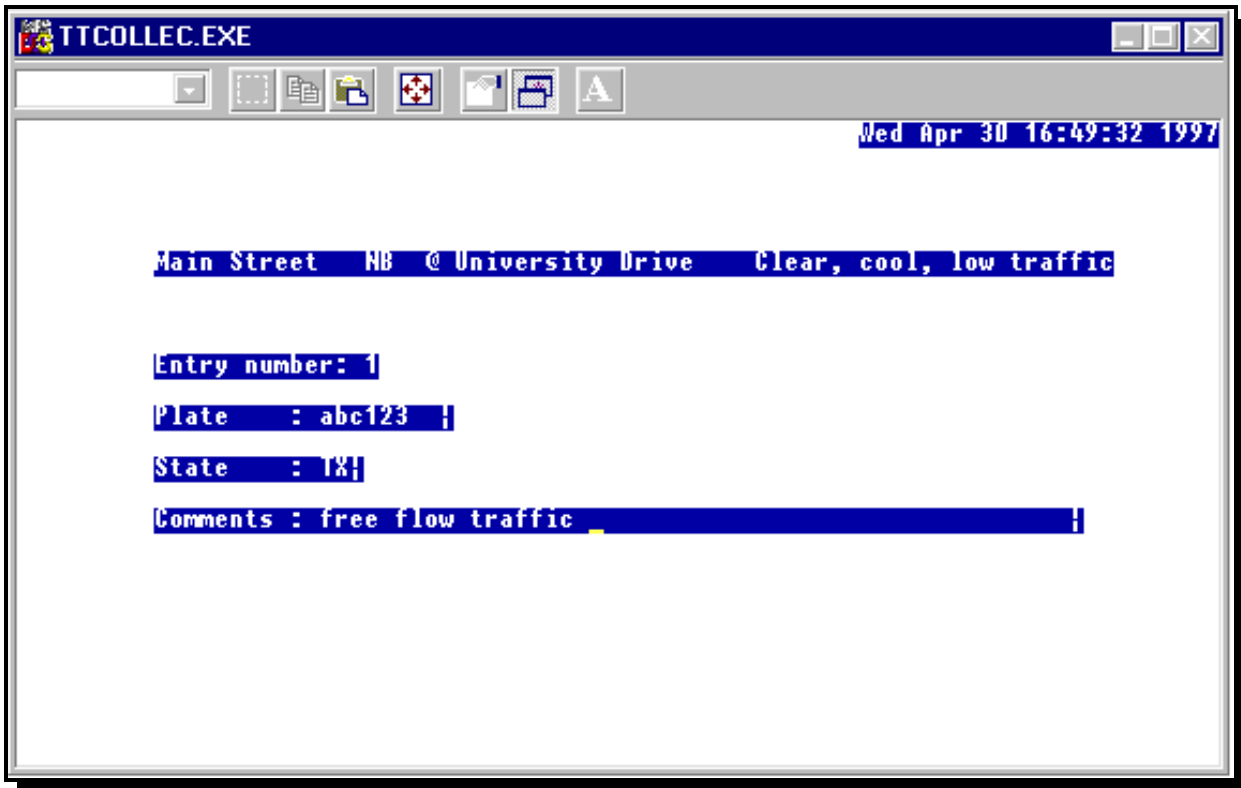 TTCOLLEC.EXE
A
Wed Apr 30 16:49:32 1997
Main Street NB @ University Drive Clear, cool, low traffic
Entry number: 1
Plate : abc123 ¦
State : TX¦
Comments : free flow traffic _ ¦